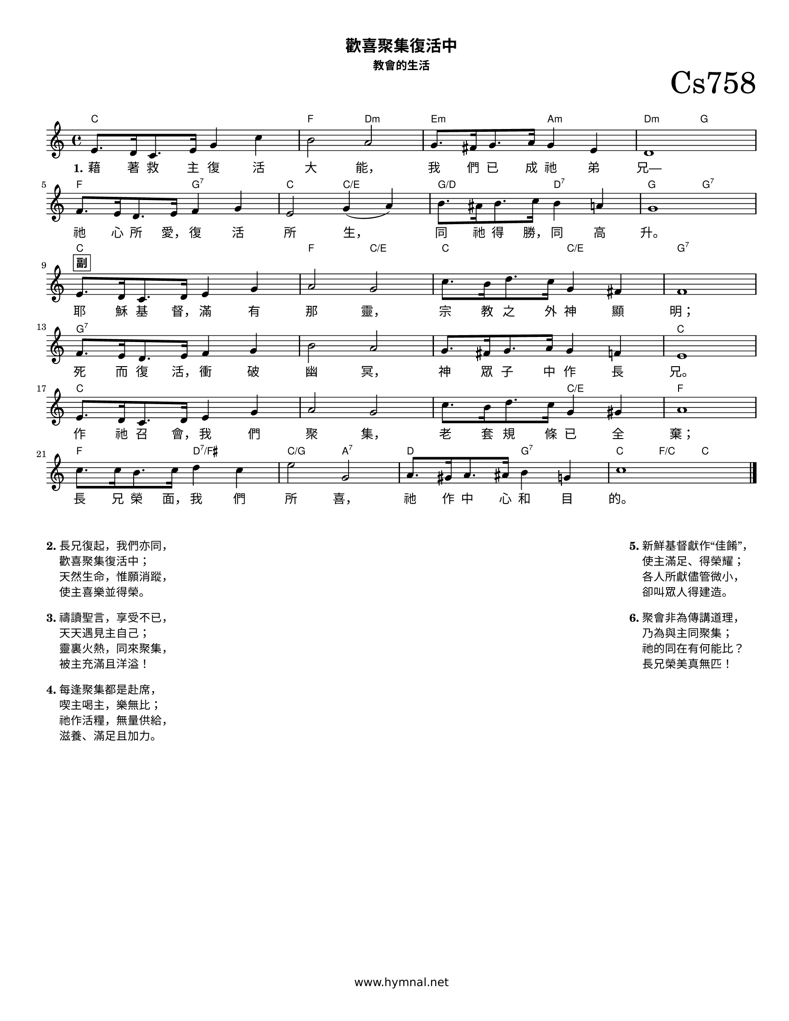 歡喜聚集復活中
教會的生活
Cs758
C F Dm Em Am Dm G
1. 藉 著 救 主 復 活 大 能， 我 們 已 成 祂 弟 兄—
5 F G7 C C/E G/D D7 G G7
祂 心 所 愛，復 活 所 生， 同 祂 得 勝，同 高 升。
C F C/E C C/E G7
副
9
耶 穌 基 督，滿 有 那 靈， 宗 教 之 外 神 顯 明；
13 G7 C
死 而 復 活，衝 破 幽 冥， 神 眾 子 中 作 長 兄。
17 C C/E F
作 祂 召 會，我 們 聚 集， 老 套 規 條 已 全 棄；
21 F D7/F# C/G A7 D G7 C F/C C
長 兄 榮 面，我 們 所 喜， 祂 作 中 心 和 目 的。
2. 長兄復起，我們亦同，
歡喜聚集復活中；
天然生命，惟願消蹤，
使主喜樂並得榮。
3. 禱讀聖言，享受不已，
天天遇見主自己；
靈裏火熱，同來聚集，
被主充滿且洋溢！
4. 每逢聚集都是赴席，
喫主喝主，樂無比；
祂作活糧，無量供給，
滋養、滿足且加力。
5. 新鮮基督獻作“佳餚”，
使主滿足、得榮耀；
各人所獻儘管微小，
卻叫眾人得建造。
6. 聚會非為傳講道理，
乃為與主同聚集；
祂的同在有何能比？
長兄榮美真無匹！
www.hymnal.net